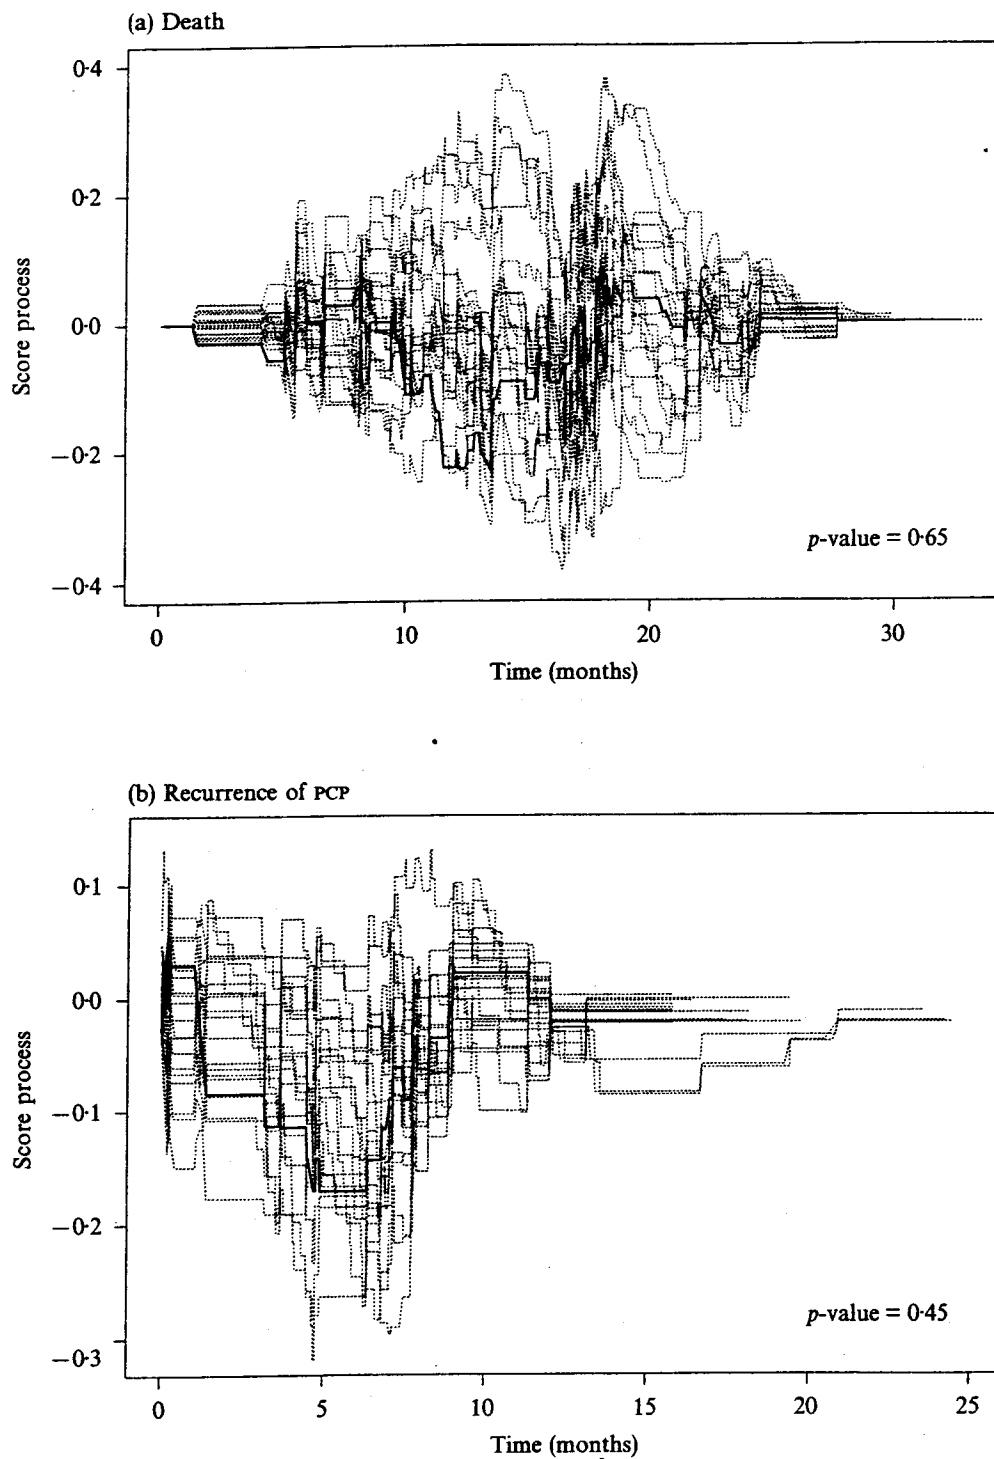 (a) Death
0·4
0·2
0·0
−0·2
−0·4
Score process
p-value = 0·65
0 10 20 30
Time (months)
(b) Recurrence of PCP
0·1
0·0
−0·1
−0·2
−0·3
Score process
p-value = 0·45
0 5 10 15 20 25
Time (months)